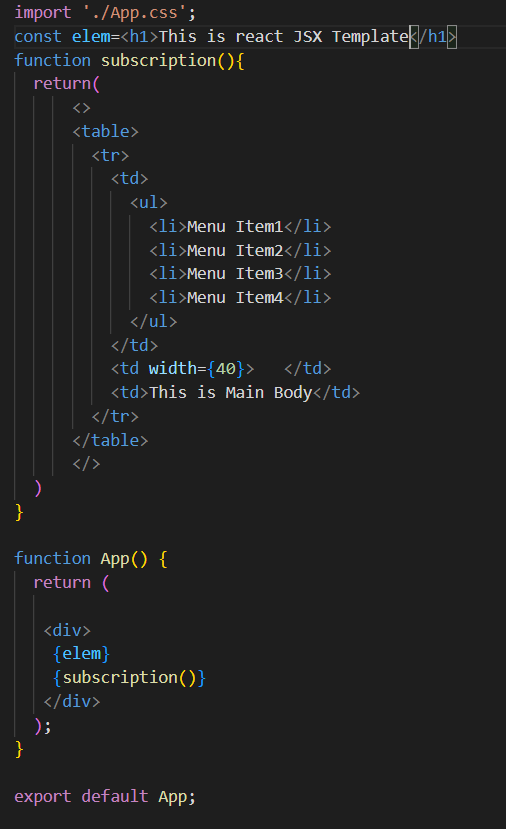 import './App.css';
const elem=<h1>This is react JSX Template</h1>
function subscription(){
  return(
      <>
      <table>
        <tr>
          <td>
            <ul>
              <li>Menu Item1</li>
              <li>Menu Item2</li>
              <li>Menu Item3</li>
              <li>Menu Item4</li>
            </ul>
          </td>
          <td width={40}>   </td>
          <td>This is Main Body</td>
        </tr>
      </table>
      </>
  )
}

function App() {
  return (

   <div>
    {elem}
    {subscription()}
   </div>
  );
}

export default App;